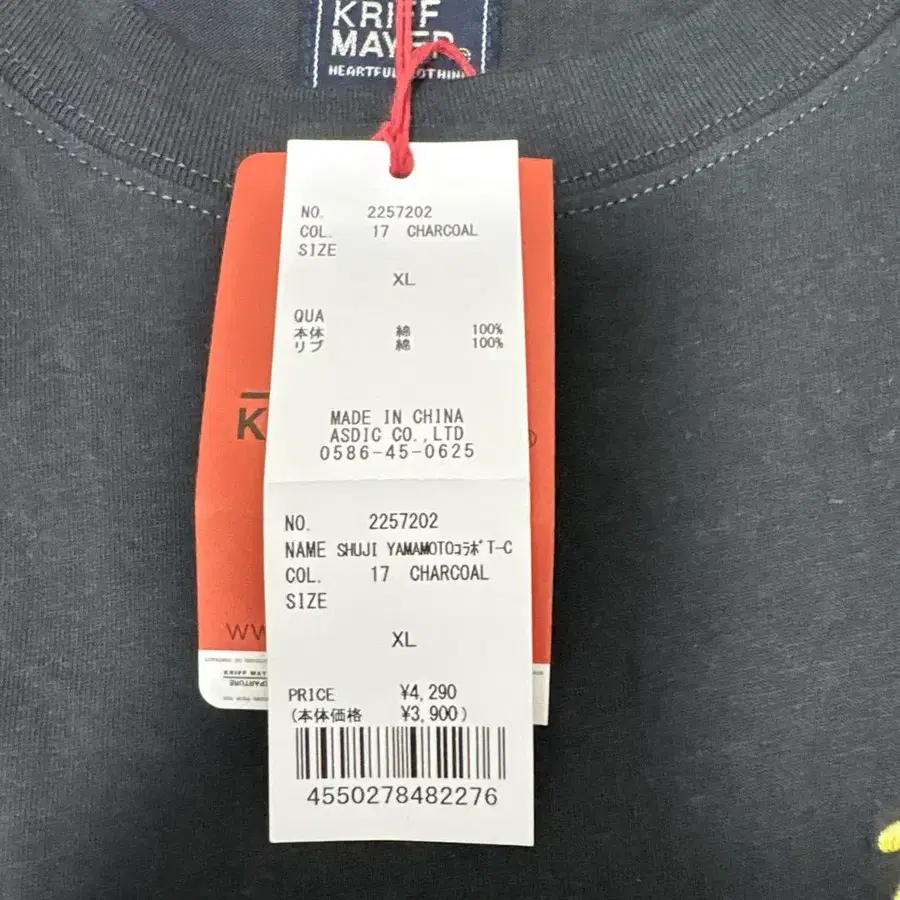 KRIFF
MAYER
HEARTFUL CLOTHING
NO. 2257202
COL. 17 CHARCOAL
SIZE
XL
QUA
本体 綿 100%
リブ 綿 100%
MADE IN CHINA
ASDIC CO.,LTD
0586-45-0625
K
NO. 2257202
NAME SHUJI YAMAMOTOｺﾗﾎﾞT-C
COL. 17 CHARCOAL
SIZE
XL
WW
KRIFF MAY
PRICE ¥4,290
(本体価格 ¥3,900)
4550278482276